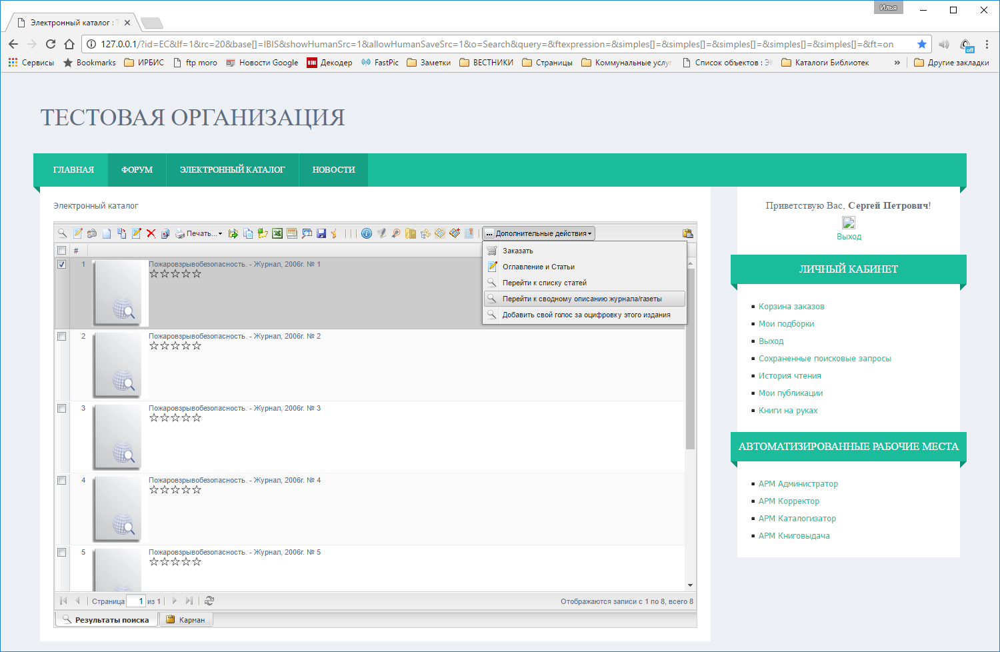 Илья
Электронный каталог : Т
127.0.0.1/?id=EC&lf=1&rc=20&base[]=IBIS&showHumanSrc=1&allowHumanSaveSrc=1&o=Search&query=&ftexpression=&simples[]=&simples[]=&simples[]=&simples[]=&simples[]=&ft=on
off
Сервисы Bookmarks ИРБИС ftp moro Новости Google Декодер FastPic Заметки ВЕСТНИКИ Страницы Коммунальные услуг Список объектов : Каталоги Библиотек » Другие закладки
ТЕСТОВАЯ ОРГАНИЗАЦИЯ
ГЛАВНАЯ ФОРУМ ЭЛЕКТРОННЫЙ КАТАЛОГ НОВОСТИ
Электронный каталог
Печать... ... Дополнительные действия
#
Заказать
Оглавление и Статьи
Перейти к списку статей
Перейти к сводному описанию журнала/газеты
Добавить свой голос за оцифровку этого издания
1 Пожаровзрывобезопасность. - Журнал, 2006г. № 1
2 Пожаровзрывобезопасность. - Журнал, 2006г. № 2
3 Пожаровзрывобезопасность. - Журнал, 2006г. № 3
4 Пожаровзрывобезопасность. - Журнал, 2006г. № 4
5 Пожаровзрывобезопасность. - Журнал, 2006г. № 5
Страница 1 из 1 Отображаются записи с 1 по 8, всего 8
Результаты поиска Карман
Приветствую Вас, Сергей Петрович!
Выход
ЛИЧНЫЙ КАБИНЕТ
Корзина заказов
Мои подборки
Выход
Сохраненные поисковые запросы
История чтения
Мои публикации
Книги на руках
АВТОМАТИЗИРОВАННЫЕ РАБОЧИЕ МЕСТА
АРМ Администратор
АРМ Корректор
АРМ Каталогизатор
АРМ Книговыдача